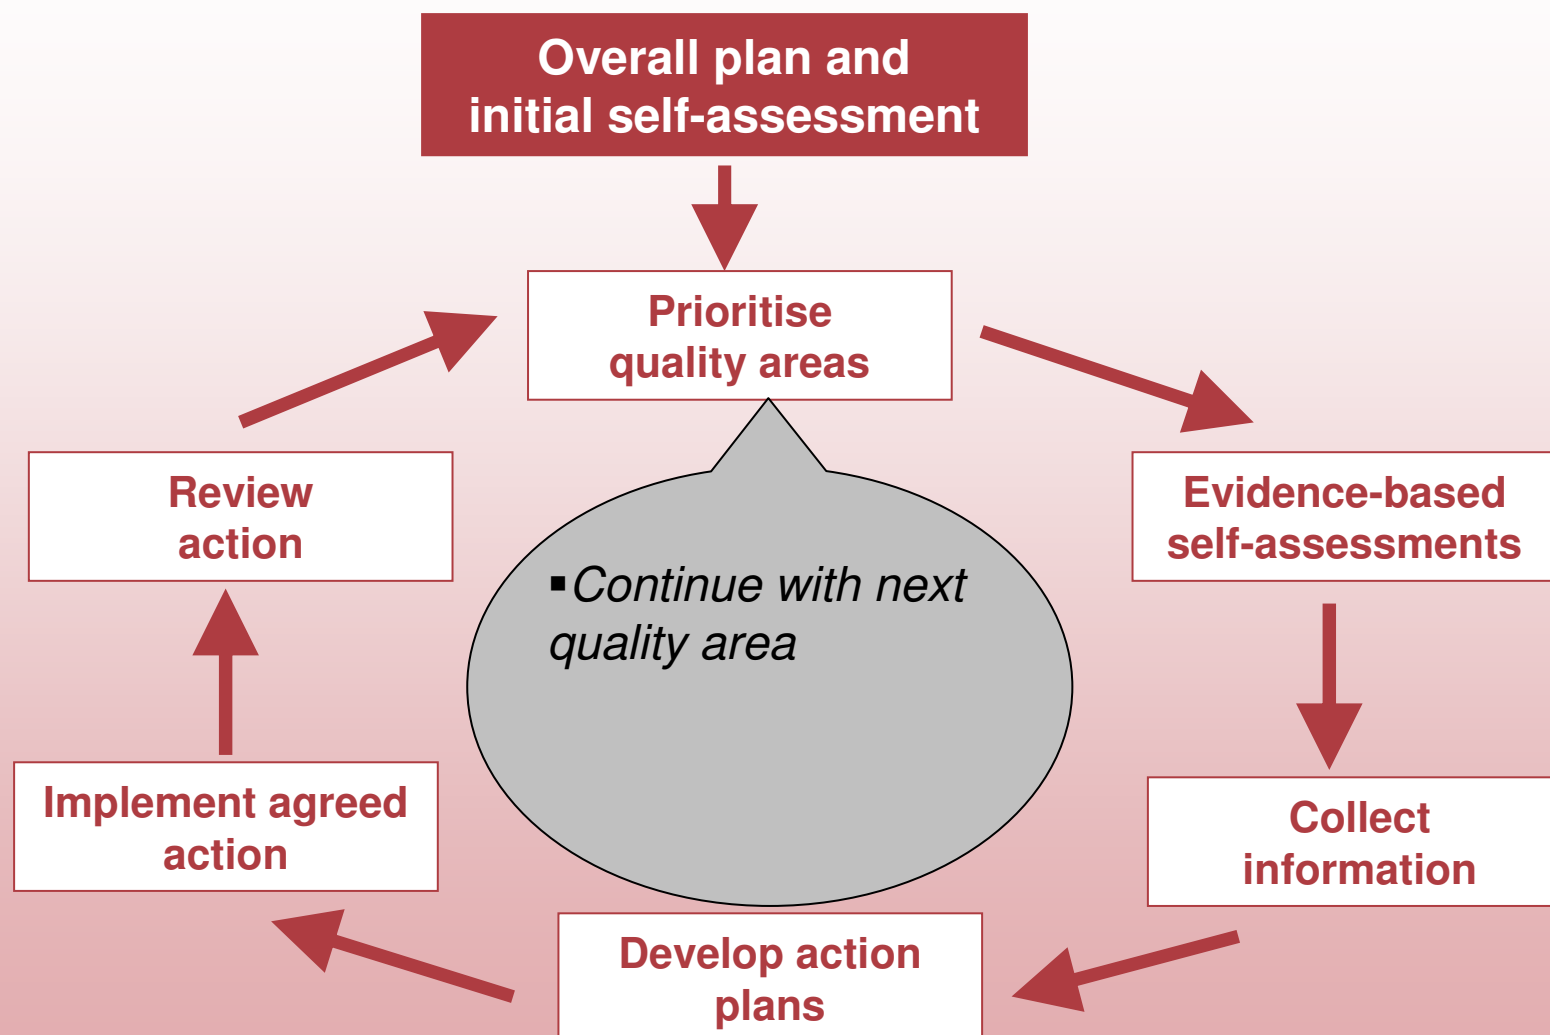 Overall plan and
initial self-assessment
Prioritise
quality areas
Review
action
Evidence-based
self-assessments
▪Continue with next
quality area
Implement agreed
action
Collect
information
Develop action
plans